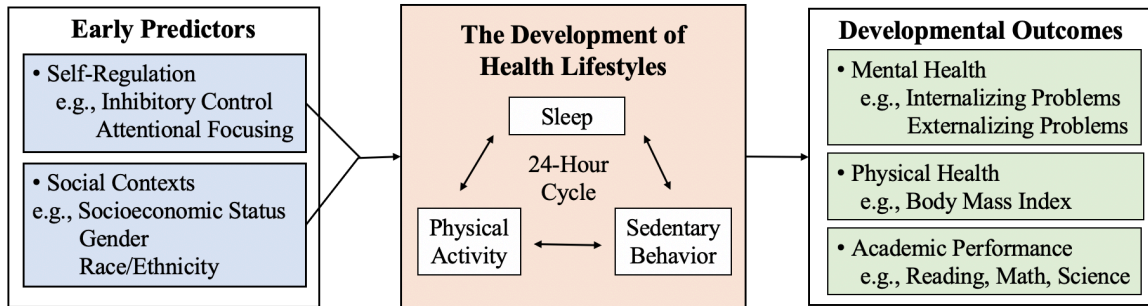 Early Predictors
• Self-Regulation
e.g., Inhibitory Control
Attentional Focusing
• Social Contexts
e.g., Socioeconomic Status
Gender
Race/Ethnicity
The Development of
Health Lifestyles
Sleep
24-Hour
Cycle
Physical
Activity
Sedentary
Behavior
Developmental Outcomes
• Mental Health
e.g., Internalizing Problems
Externalizing Problems
• Physical Health
e.g., Body Mass Index
• Academic Performance
e.g., Reading, Math, Science